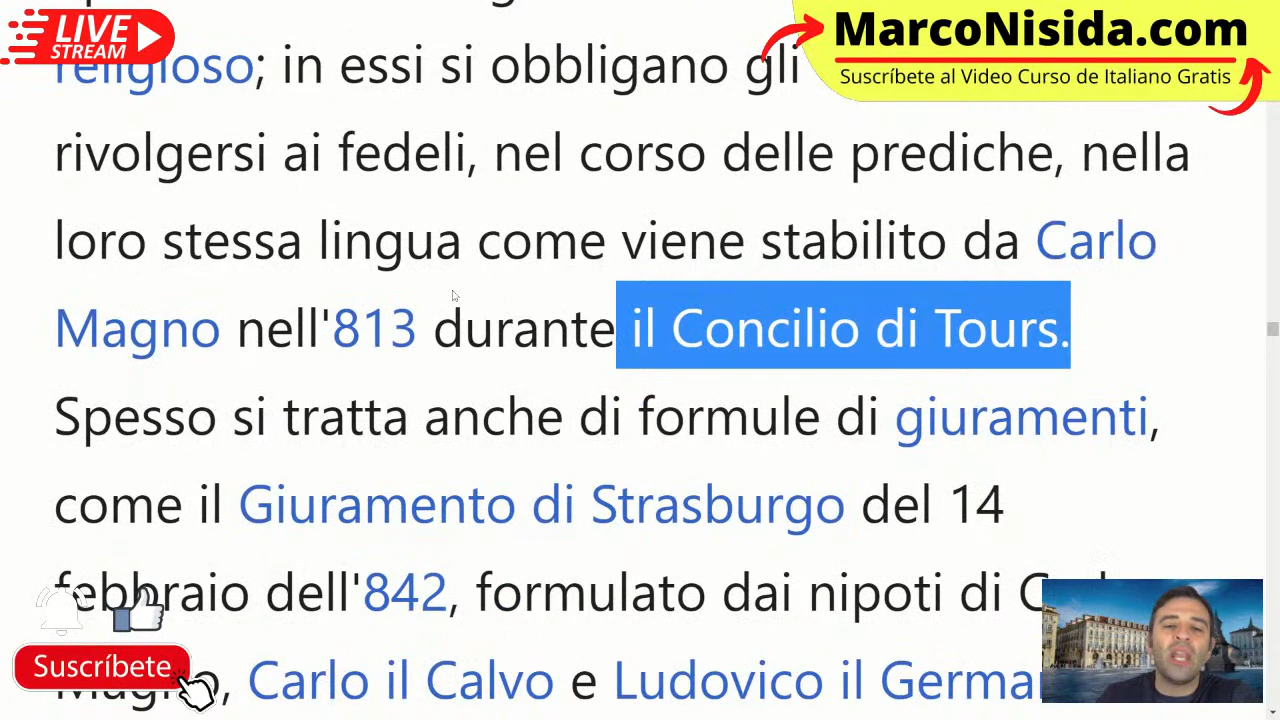 LIVE
STREAM
MarcoNisida.com
Suscríbete al Video Curso de Italiano Gratis
religioso; in essi si obbligano gli
rivolgersi ai fedeli, nel corso delle prediche, nella
loro stessa lingua come viene stabilito da Carlo
Magno nell'813 durante il Concilio di Tours.
Spesso si tratta anche di formule di giuramenti,
come il Giuramento di Strasburgo del 14
febbraio dell'842, formulato dai nipoti di
Suscríbete
Carlo il Calvo e Ludovico il